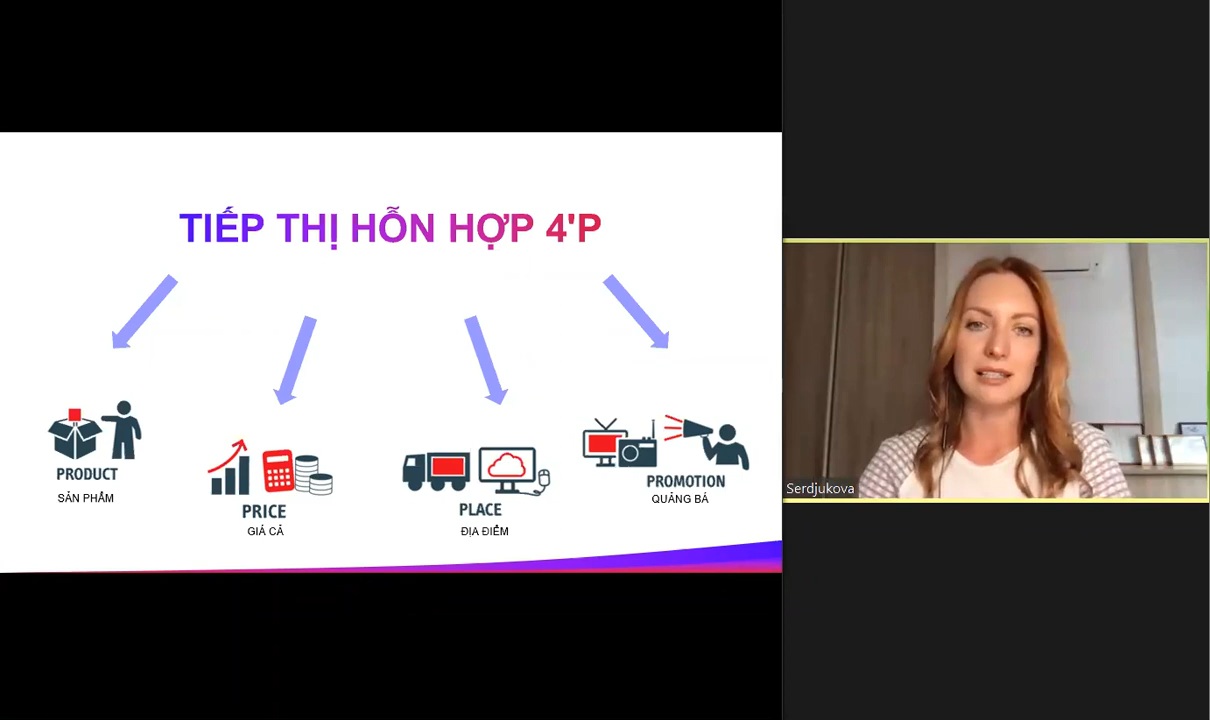 TIẾP THỊ HỖN HỢP 4'P
PRODUCT
SẢN PHẨM
PRICE
GIÁ CẢ
PLACE
ĐỊA ĐIỂM
PROMOTION
QUẢNG BÁ
Serdjukova